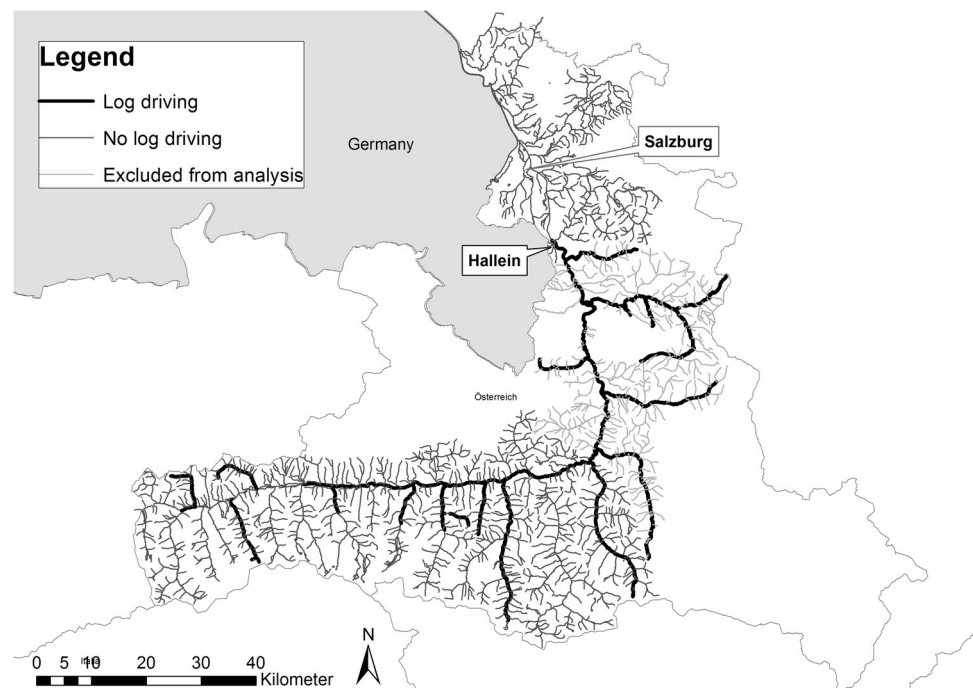 Legend
Log driving
No log driving
Excluded from analysis
Germany
Salzburg
Hallein
Österreich
N
0 5 10 20 30 40
Kilometer